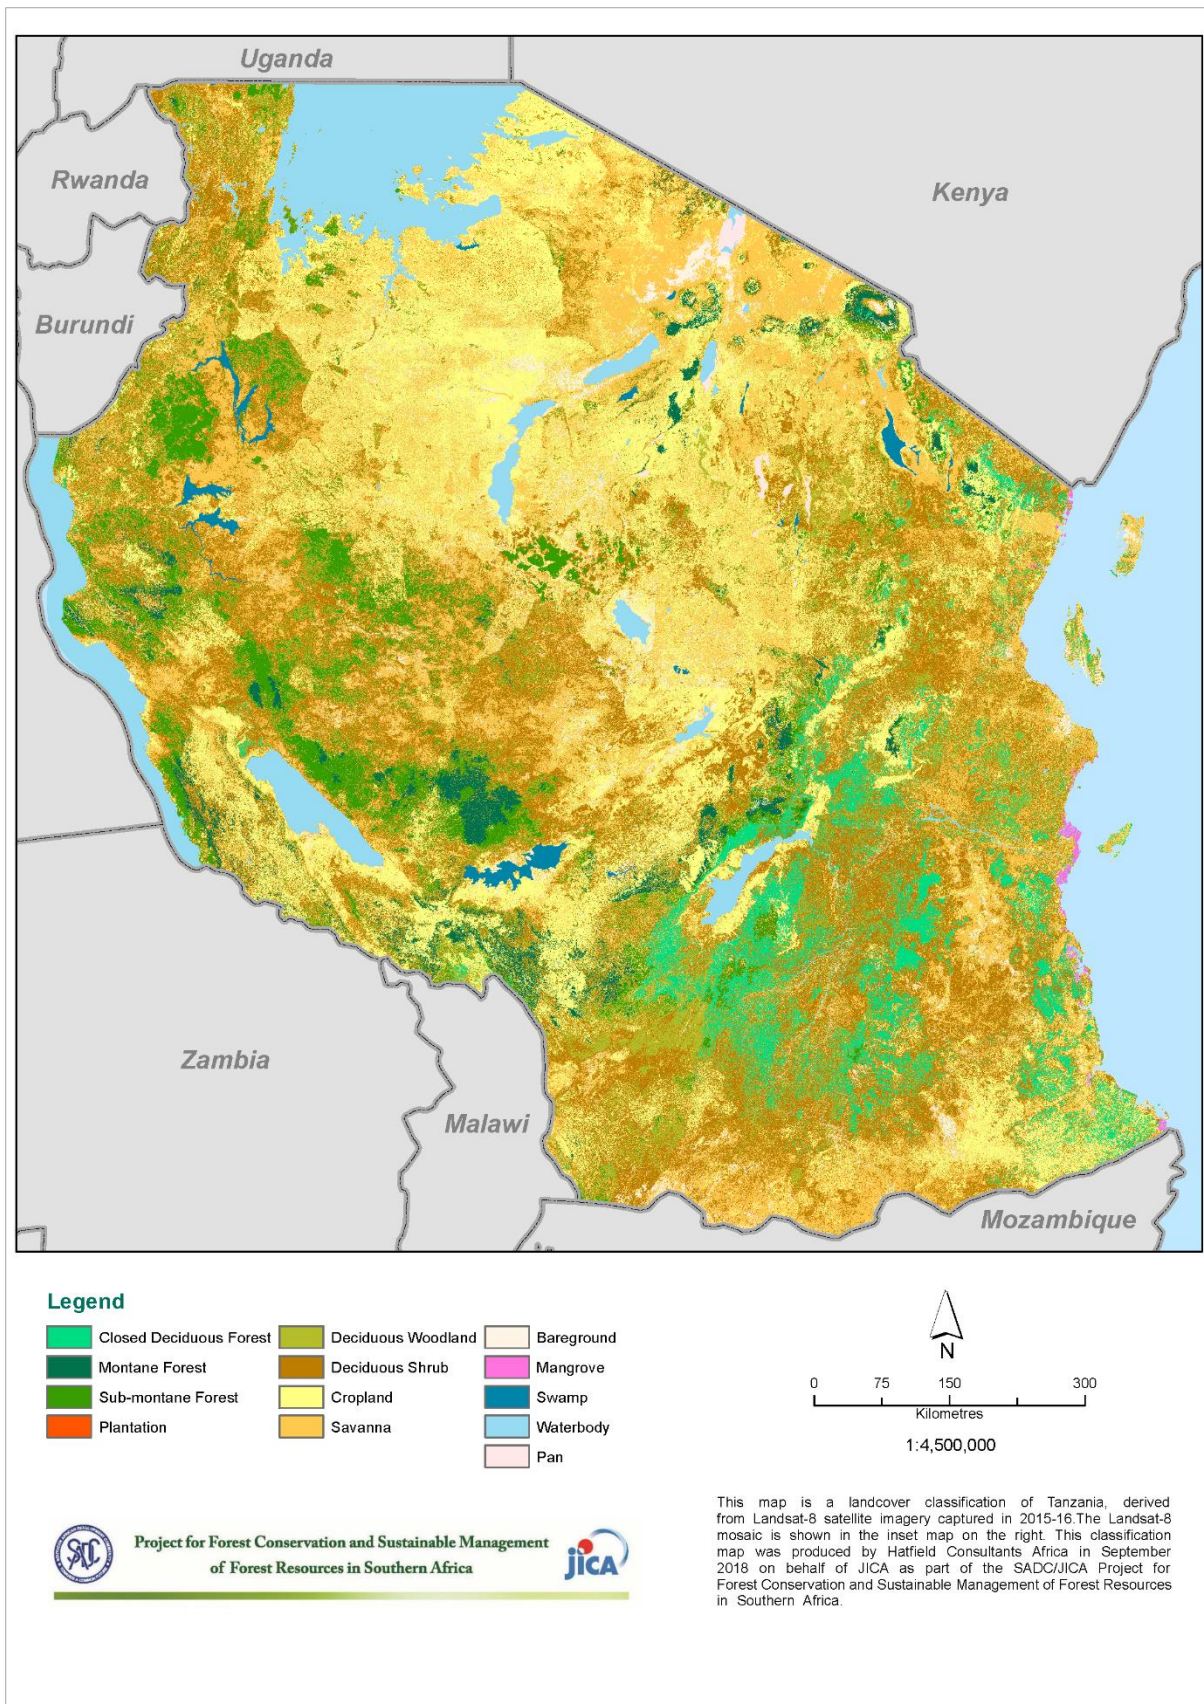 Uganda
Rwanda
Kenya
Burundi
Zambia
Malawi
Mozambique
Legend
Closed Deciduous Forest
Montane Forest
Sub-montane Forest
Plantation
Deciduous Woodland
Deciduous Shrub
Cropland
Savanna
Bareground
Mangrove
Swamp
Waterbody
Pan
N
0 75 150 300
Kilometres
1:4,500,000
SADC
Project for Forest Conservation and Sustainable Management
of Forest Resources in Southern Africa
jICA
This map is a landcover classification of Tanzania, derived
from Landsat-8 satellite imagery captured in 2015-16.The Landsat-8
mosaic is shown in the inset map on the right. This classification
map was produced by Hatfield Consultants Africa in September
2018 on behalf of JICA as part of the SADC/JICA Project for
Forest Conservation and Sustainable Management of Forest Resources
in Southern Africa.